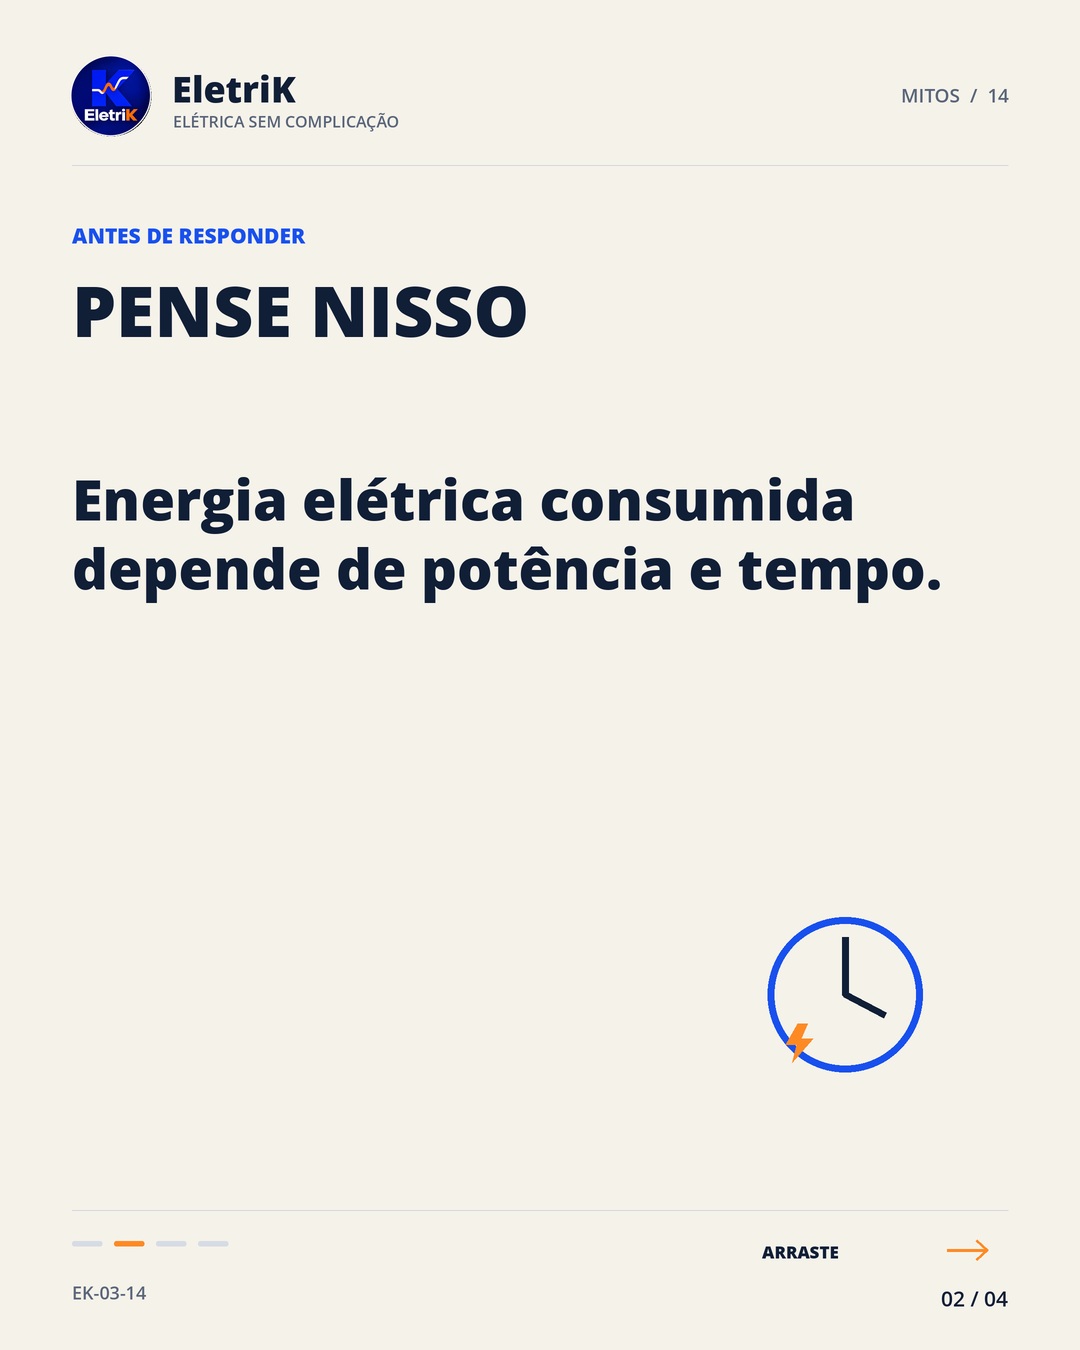 EletriK
EletriK
ELÉTRICA SEM COMPLICAÇÃO
MITOS / 14
ANTES DE RESPONDER
PENSE NISSO
Energia elétrica consumida
depende de potência e tempo.
ARRASTE
EK-03-14
02 / 04